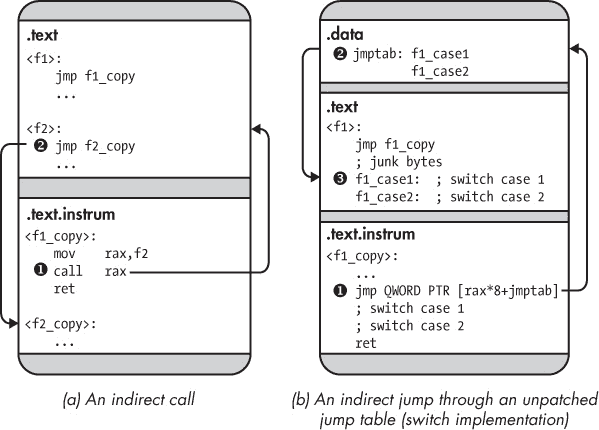 .text
<f1>:
jmp f1_copy
...
<f2>:
❷ jmp f2_copy
...
.text.instrum
<f1_copy>:
mov    rax,f2
❶ call   rax
ret
<f2_copy>:
...
(a) An indirect call
.data
❷ jmptab: f1_case1
f1_case2
.text
<f1>:
jmp f1_copy
; junk bytes
❸ f1_case1:  ; switch case 1
f1_case2:  ; switch case 2
.text.instrum
<f1_copy>:
...
❶ jmp QWORD PTR [rax*8+jmptab]
; switch case 1
; switch case 2
ret
(b) An indirect jump through an unpatched
jump table (switch implementation)